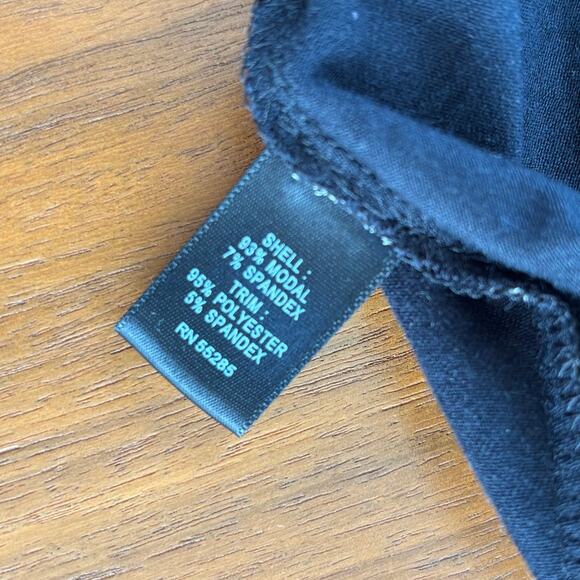 SHELL :
93% MODAL
7% SPANDEX
TRIM :
95% POLYESTER
5% SPANDEX
RN 55285